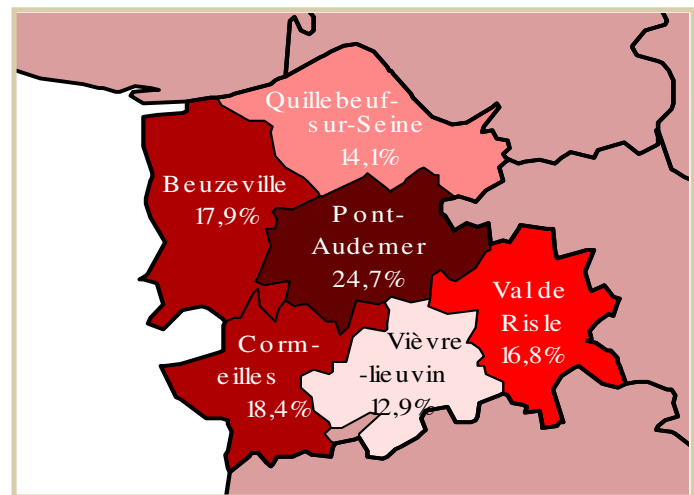 Quillebeuf-
sur-Seine
14,1%
Beuzeville
17,9%
Pont-
Audemer
24,7%
Val de
Risle
16,8%
Corm-
eilles
18,4%
Vièvre
-lieuvin
12,9%